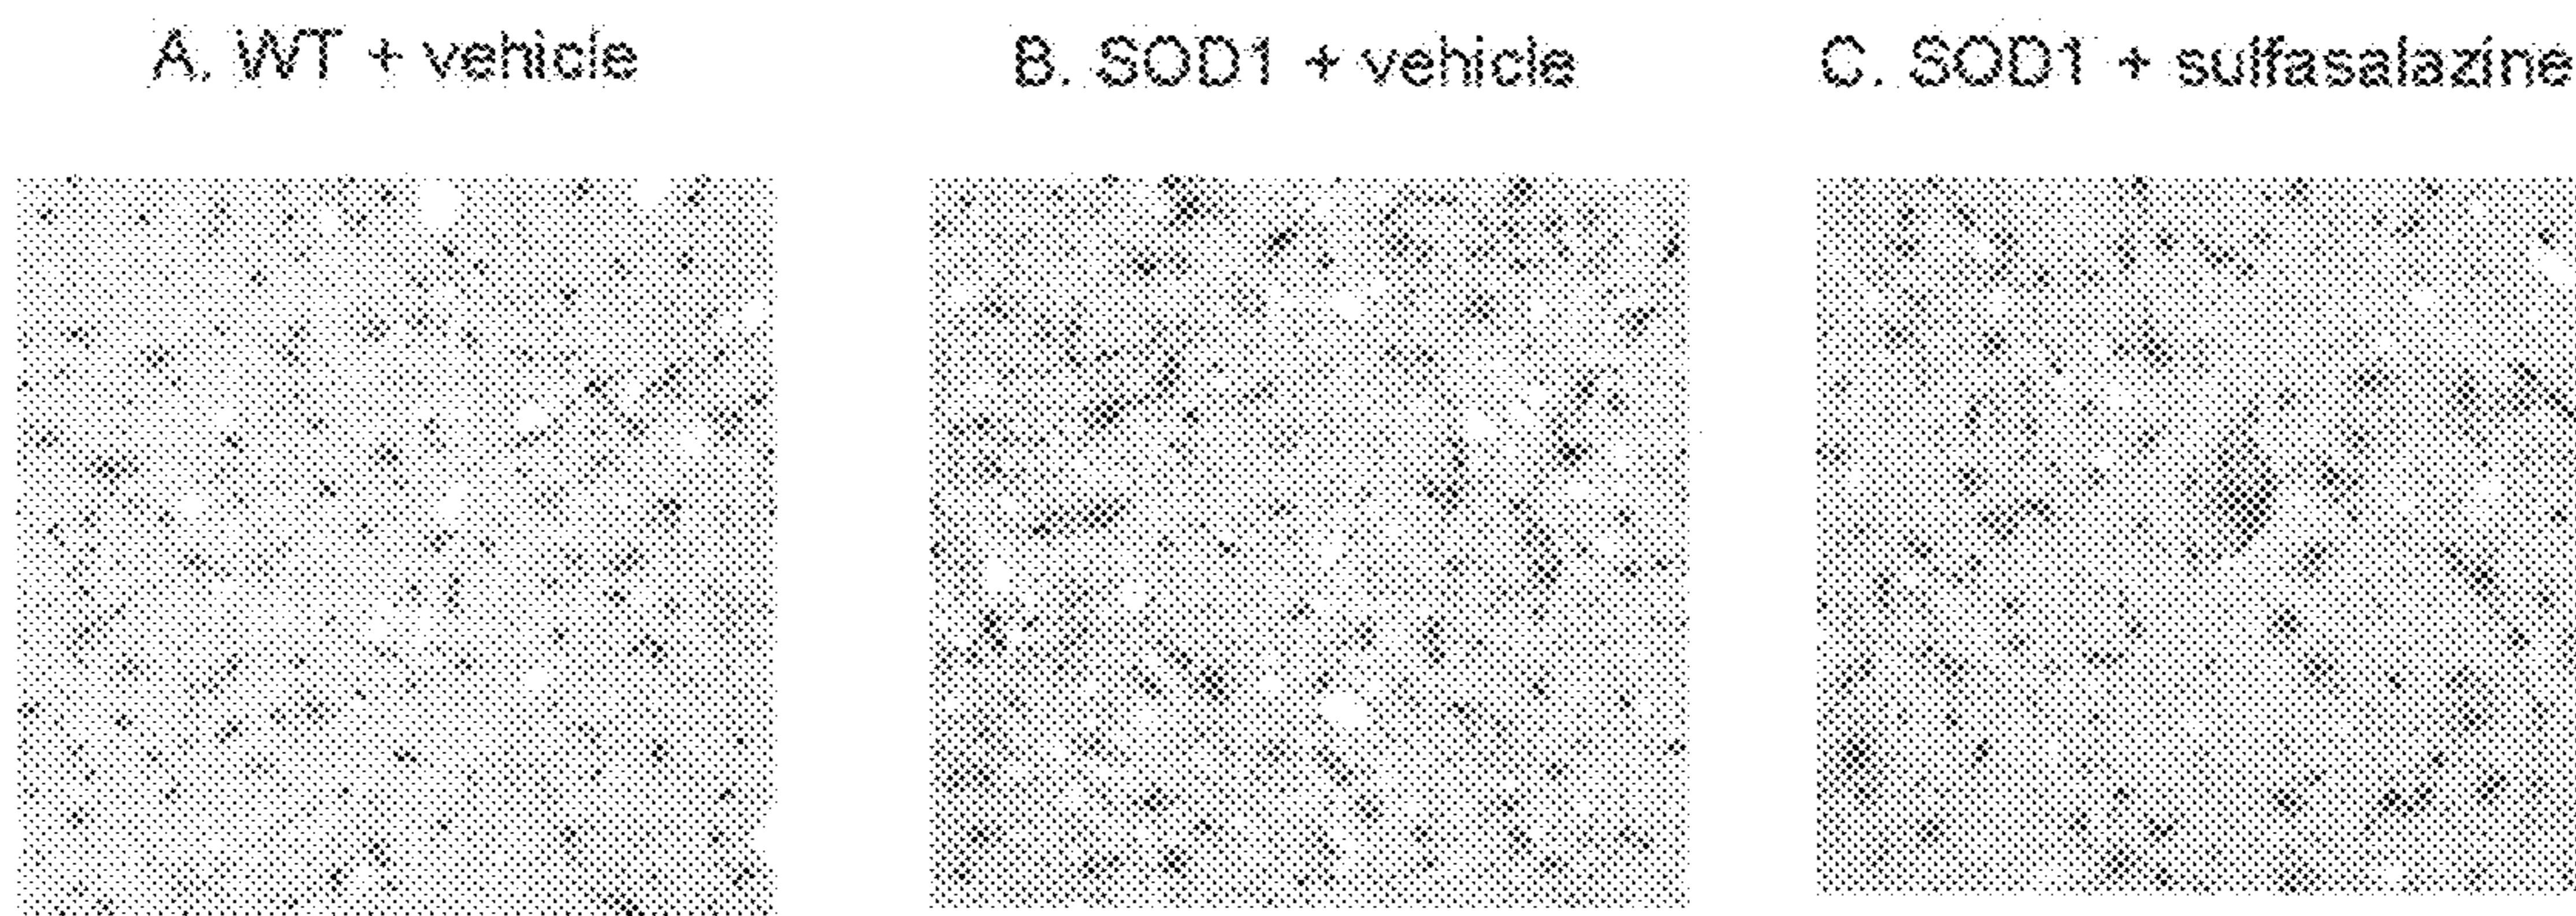 A. WT + vehicle
B. SOD1 + vehicle
C. SOD1 + sulfasalazine